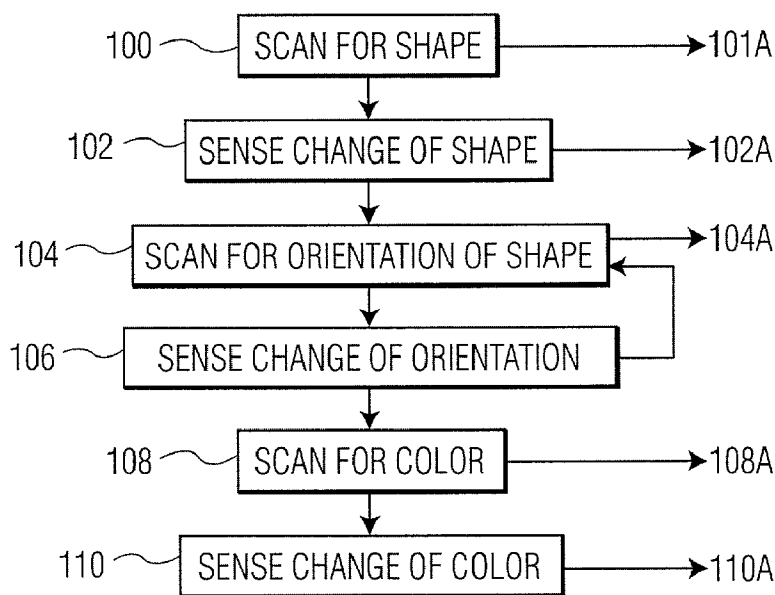 100 SCAN FOR SHAPE 101A
102 SENSE CHANGE OF SHAPE 102A
104 SCAN FOR ORIENTATION OF SHAPE 104A
106 SENSE CHANGE OF ORIENTATION
108 SCAN FOR COLOR 108A
110 SENSE CHANGE OF COLOR 110A